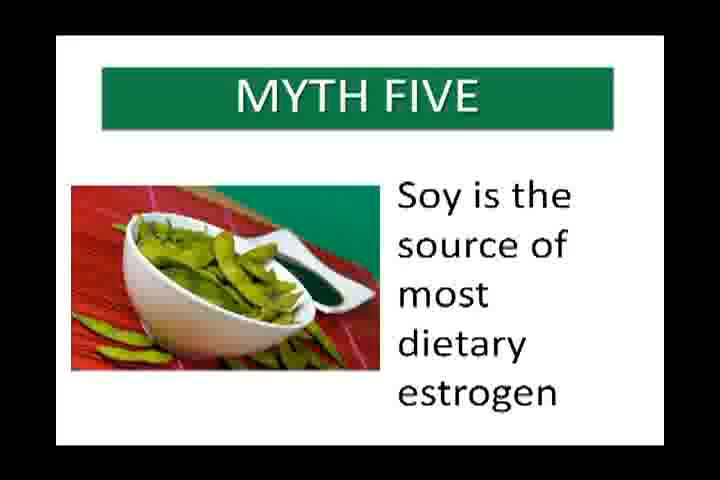 MYTH FIVE
Soy is the
source of
most
dietary
estrogen